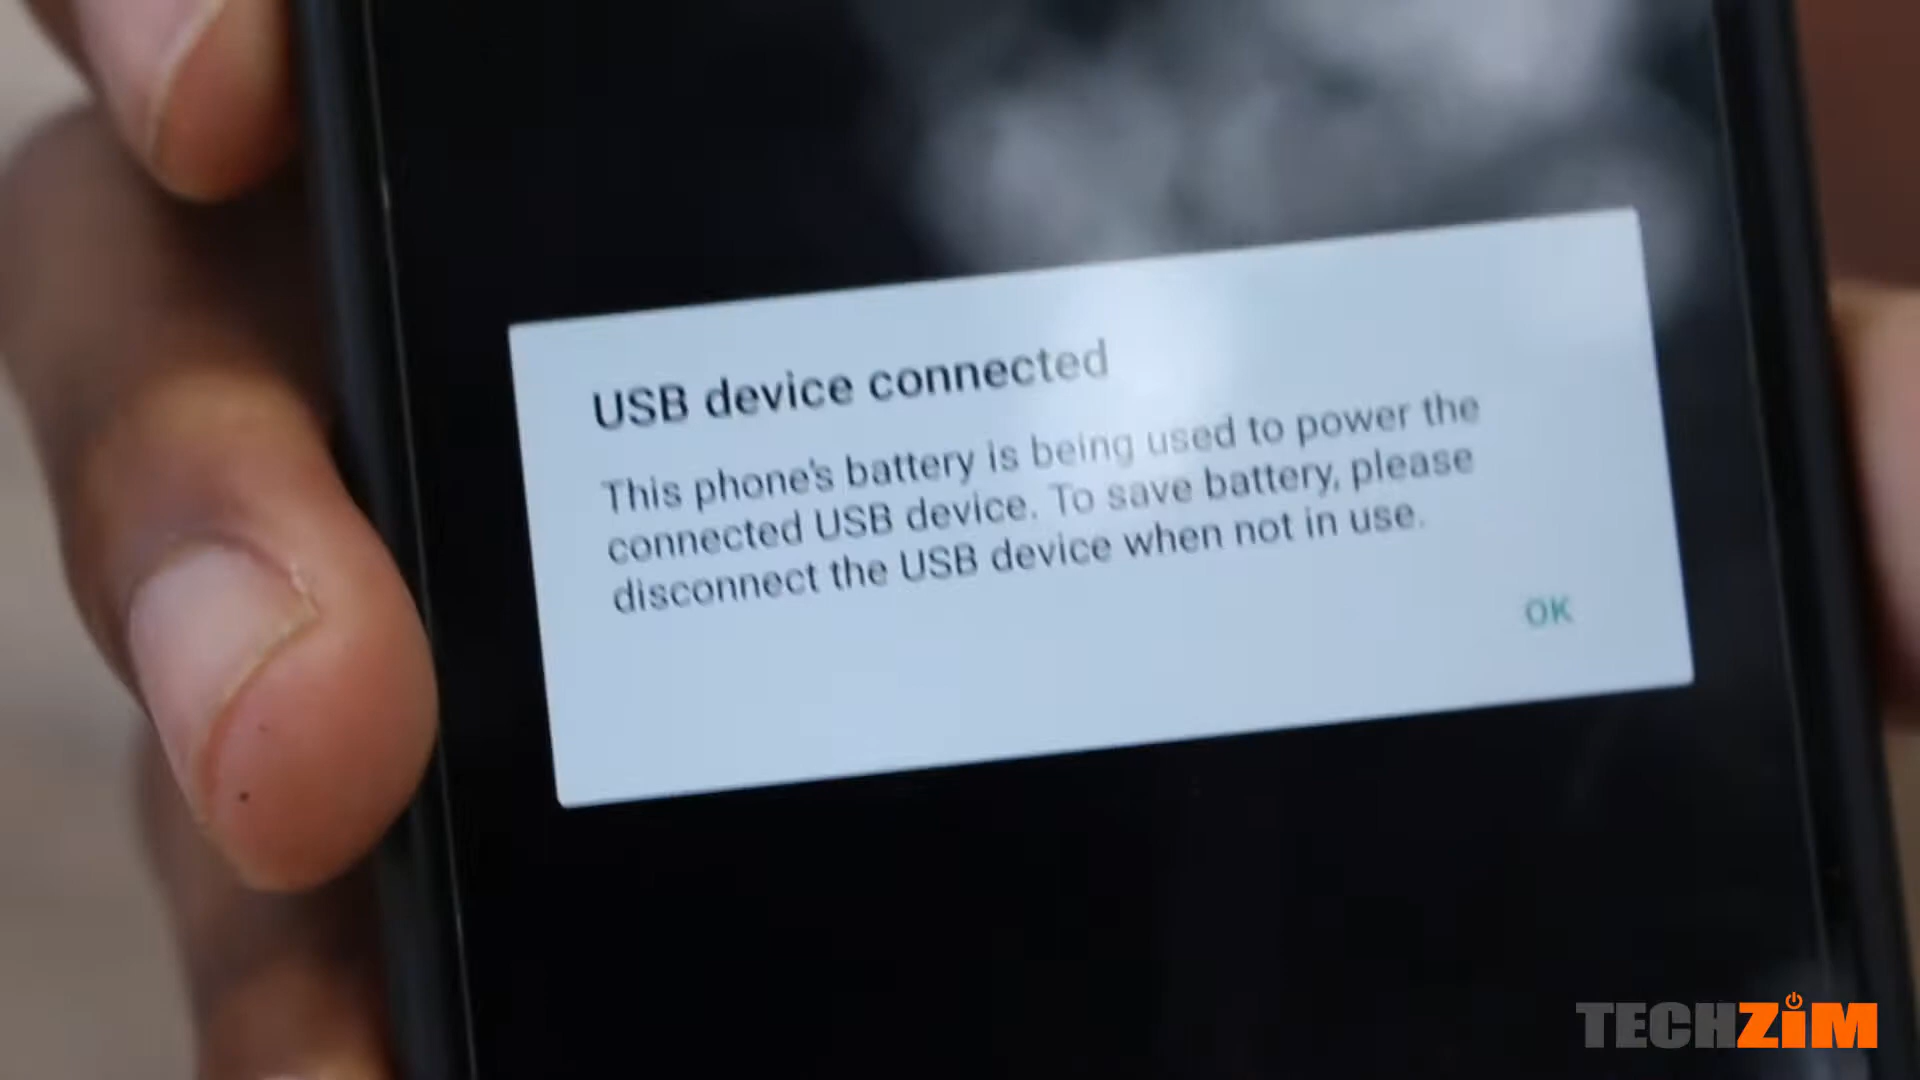 USB device connected
This phone's battery is being used to power the
connected USB device. To save battery, please
disconnect the USB device when not in use.
OK
TECHZiM